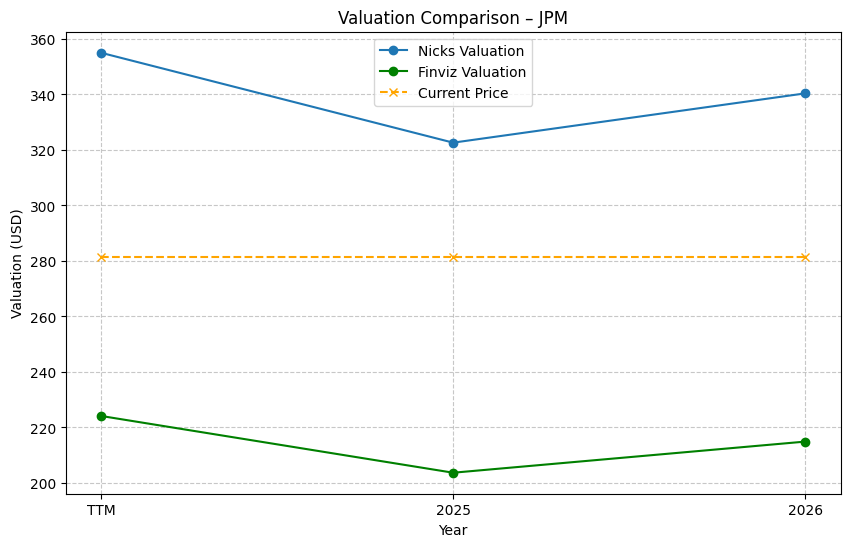 Valuation Comparison – JPM
Nicks Valuation
Finviz Valuation
Current Price
Valuation (USD)
360
340
320
300
280
260
240
220
200
TTM
2025
2026
Year